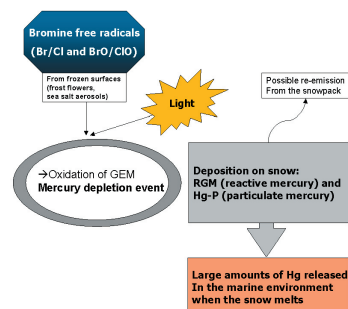 Bromine free radicals
(Br/Cl and BrO/ClO)
From frozen surfaces
(frost flowers,
sea salt aerosols)
Light
Possible re-emission
From the snowpack
→Oxidation of GEM
Mercury depletion event
Deposition on snow:
RGM (reactive mercury) and
Hg-P (particulate mercury)
Large amounts of Hg released
In the marine environment
when the snow melts